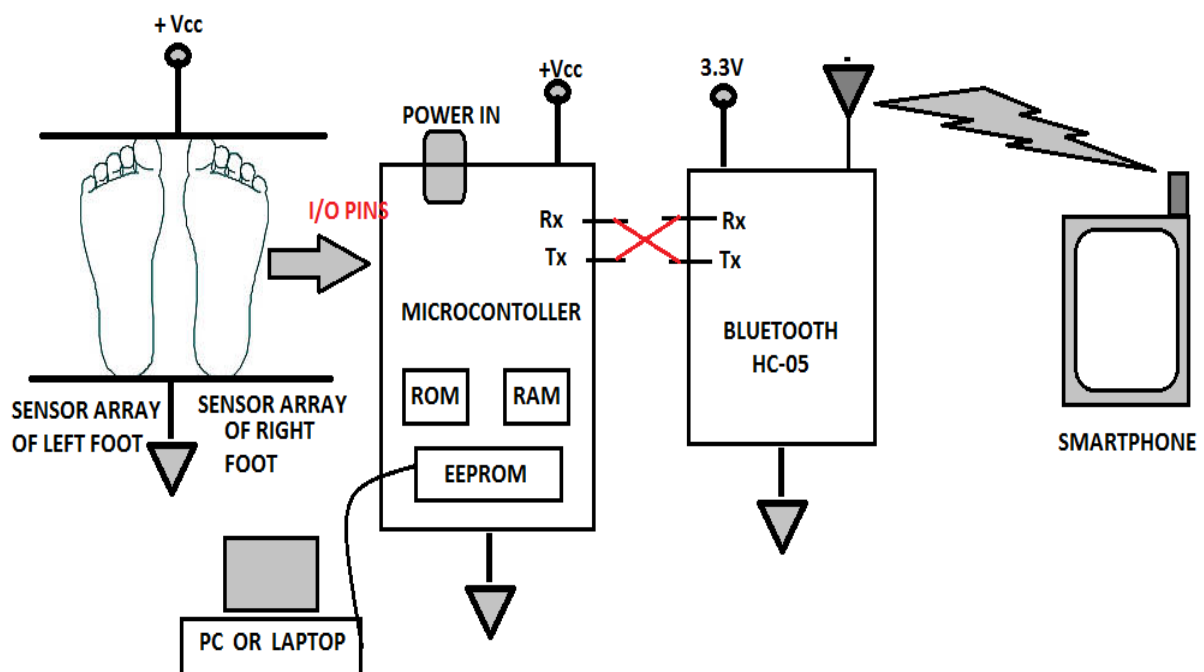 + Vcc
SENSOR ARRAY
OF LEFT FOOT
SENSOR ARRAY
OF RIGHT
FOOT
I/O PINS
POWER IN
+Vcc
Rx
Tx
MICROCONTOLLER
ROM
RAM
EEPROM
PC OR LAPTOP
3.3V
Rx
Tx
BLUETOOTH
HC-05
SMARTPHONE